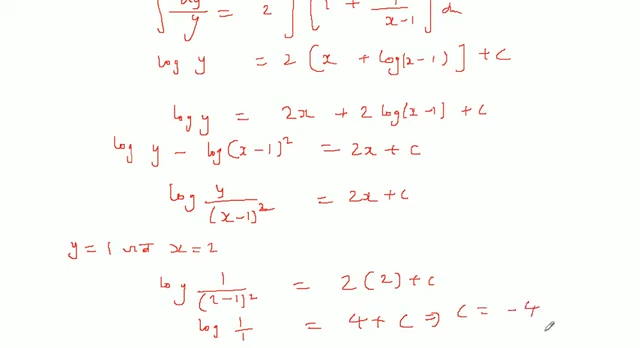 ∫ dy/y = 2 ∫ [1 + 1/(x-1)] dx
log y = 2 [x + log(x-1)] + c
log y = 2x + 2 log(x-1) + c
log y - log(x-1)² = 2x + c
log y/(x-1)² = 2x + c
y = 1 x = 2
log 1/(2-1)² = 2(2) + c
log 1/1 = 4 + c ⇒ c = -4